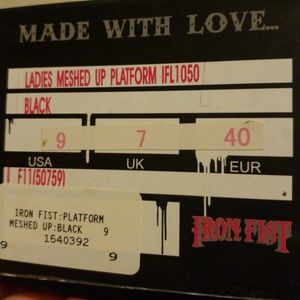 MADE WITH LOVE...
LADIES MESHED UP PLATFORM IFL1050
BLACK
9 7 40
USA UK EUR
F11(50759)
IRON FIST:PLATFORM
MESHED UP:BLACK 9
1540392
9 9
IRON FIST